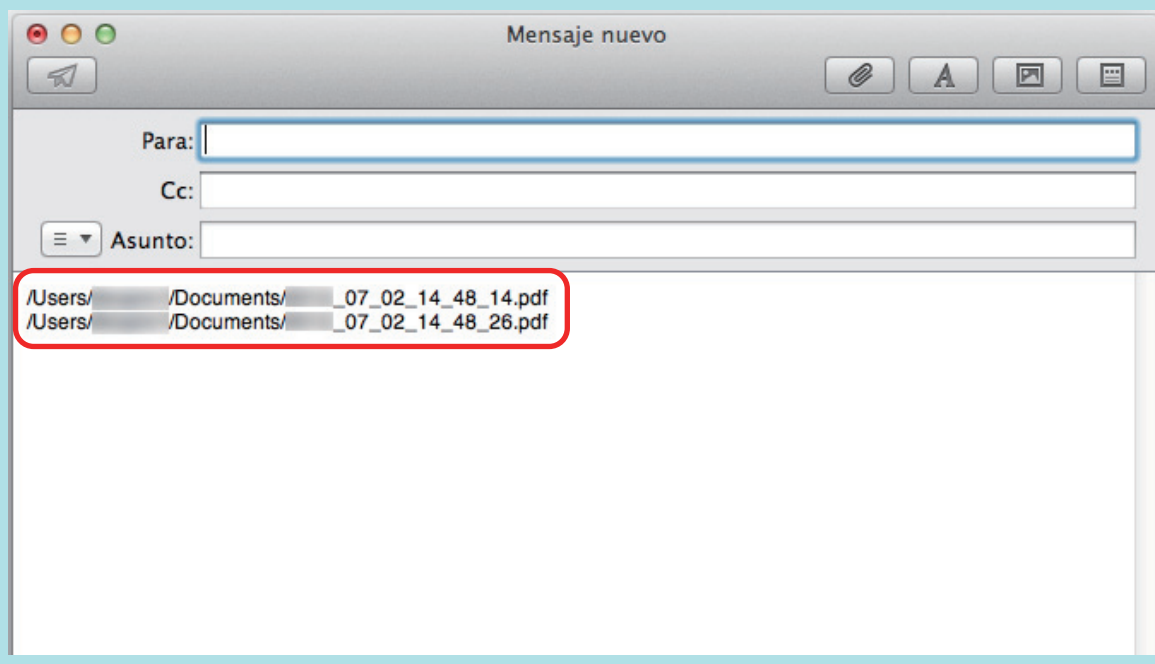 Mensaje nuevo
Para:
Cc:
Asunto:
/Users/ /Documents/ _07_02_14_48_14.pdf
/Users/ /Documents/ _07_02_14_48_26.pdf